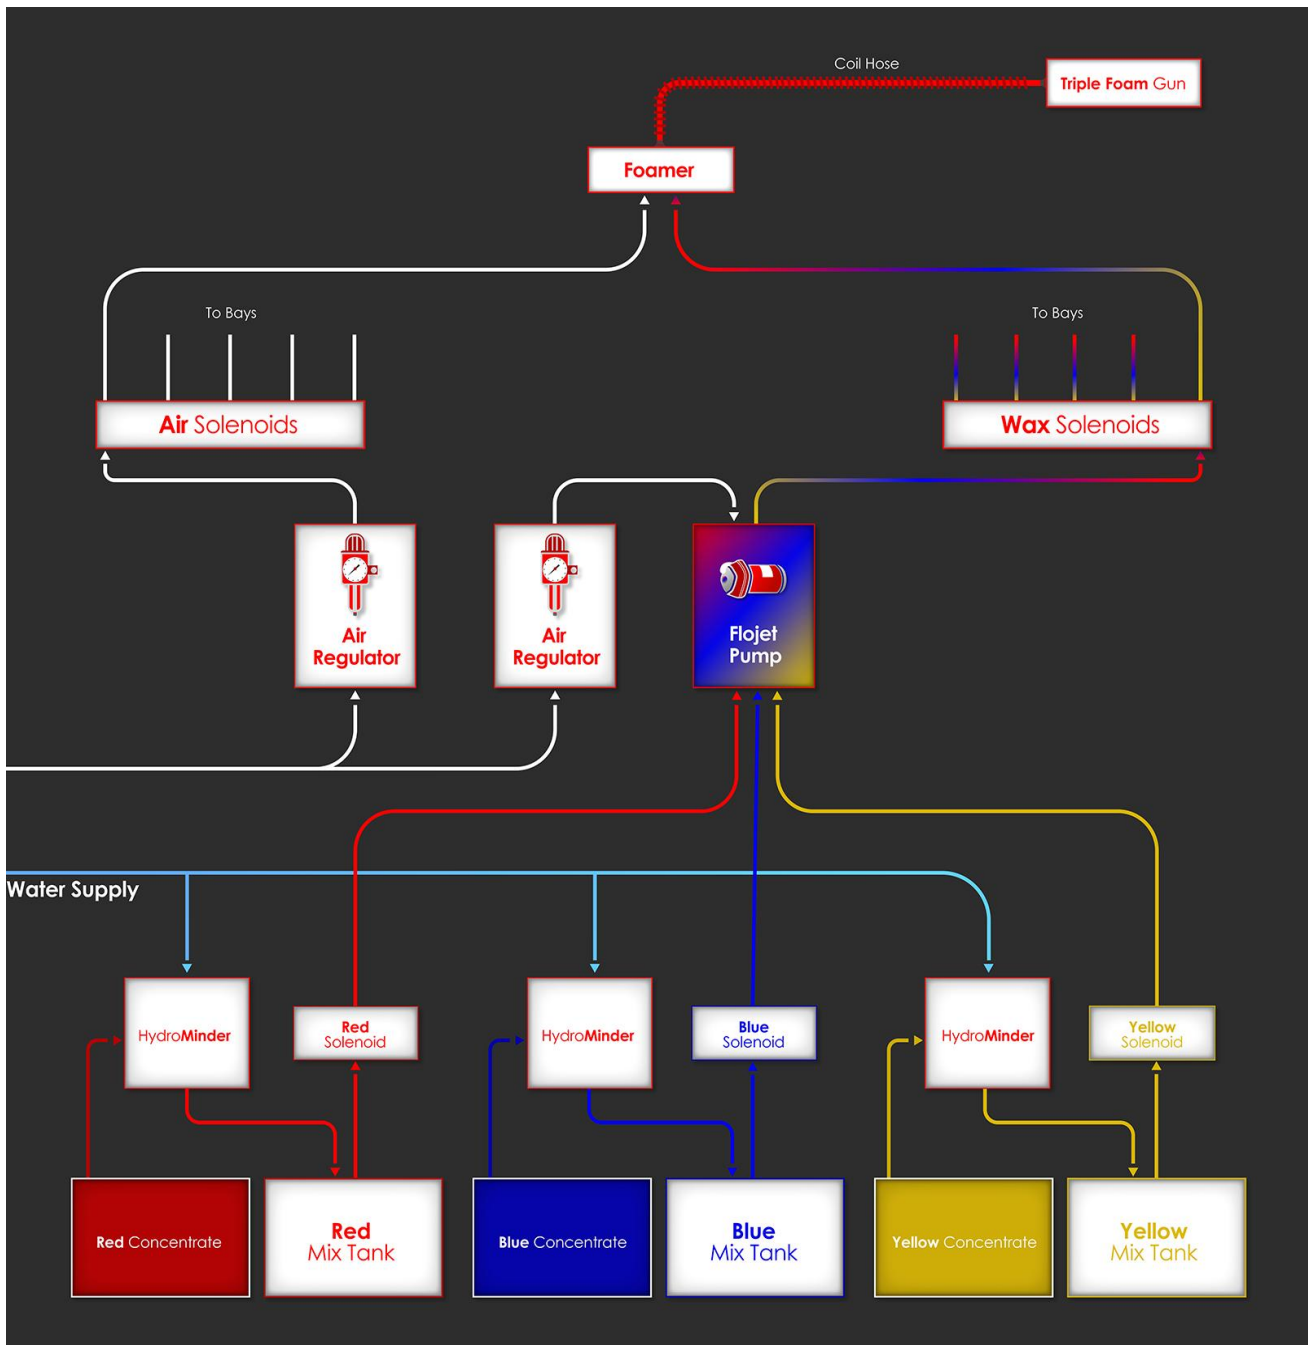 Coil Hose
Triple Foam Gun
Foamer
To Bays
To Bays
Air Solenoids
Wax Solenoids
Air
Regulator
Air
Regulator
Flojet
Pump
Water Supply
HydroMinder
Red
Solenoid
HydroMinder
Blue
Solenoid
HydroMinder
Yellow
Solenoid
Red Concentrate
Red
Mix Tank
Blue Concentrate
Blue
Mix Tank
Yellow Concentrate
Yellow
Mix Tank